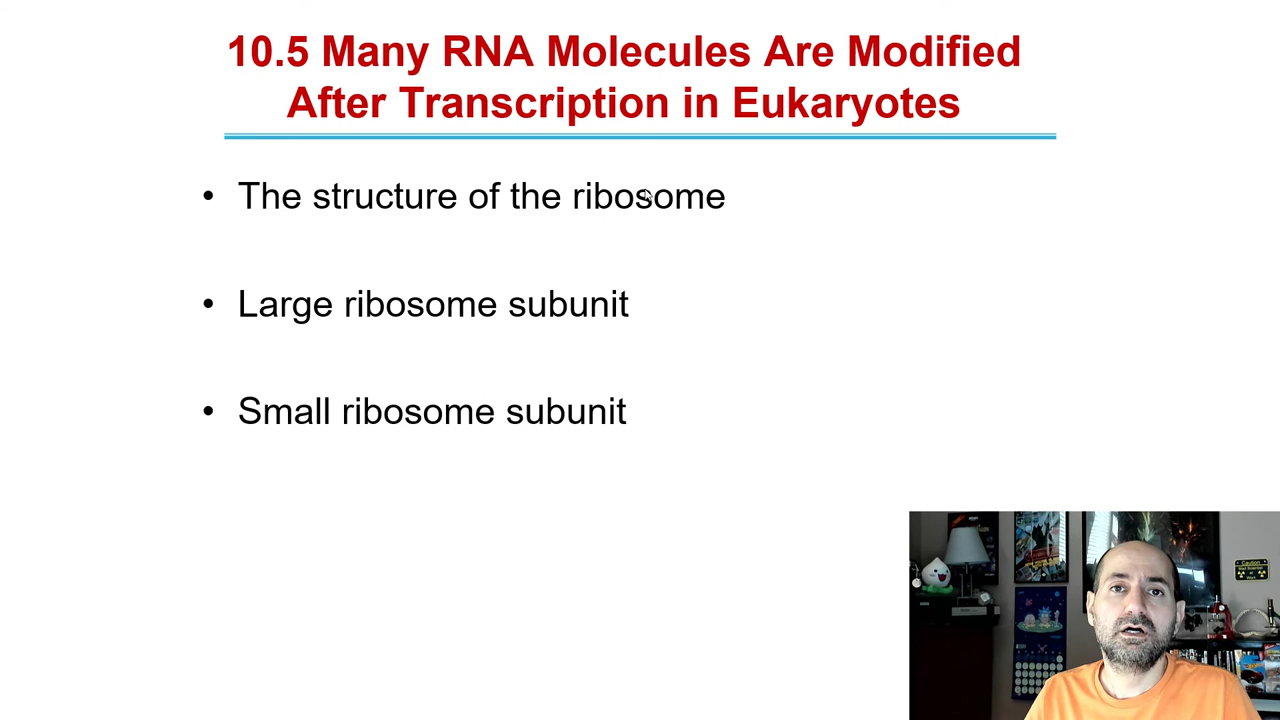 10.5 Many RNA Molecules Are Modified
After Transcription in Eukaryotes
• The structure of the ribosome
• Large ribosome subunit
• Small ribosome subunit
Caution